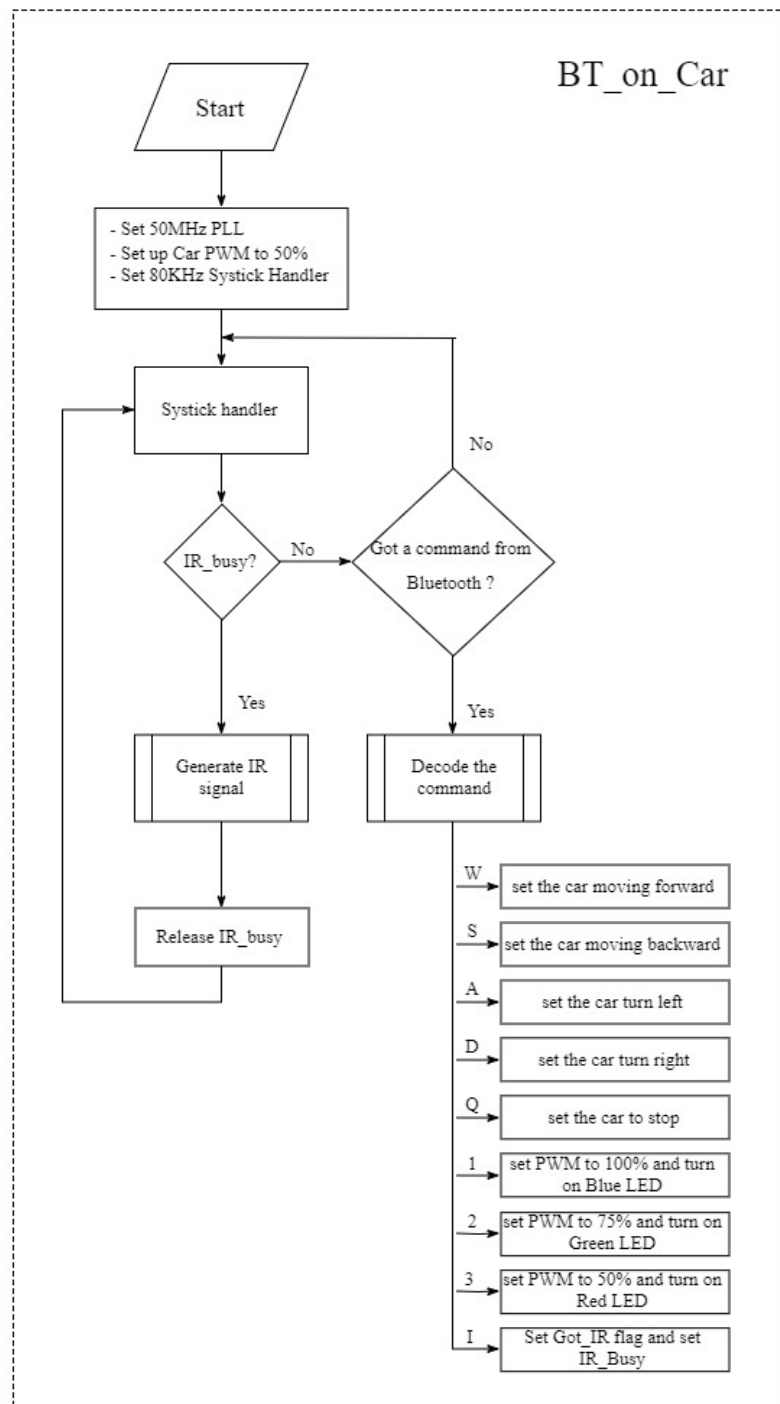 BT_on_Car
Start
- Set 50MHz PLL
- Set up Car PWM to 50%
- Set 80KHz Systick Handler
Systick handler
No
IR_busy?
No
Got a command from
Bluetooth ?
Yes
Yes
Generate IR
signal
Decode the
command
Release IR_busy
W
set the car moving forward
S
set the car moving backward
A
set the car turn left
D
set the car turn right
Q
set the car to stop
1
set PWM to 100% and turn
on Blue LED
2
set PWM to 75% and turn on
Green LED
3
set PWM to 50% and turn on
Red LED
I
Set Got_IR flag and set
IR_Busy